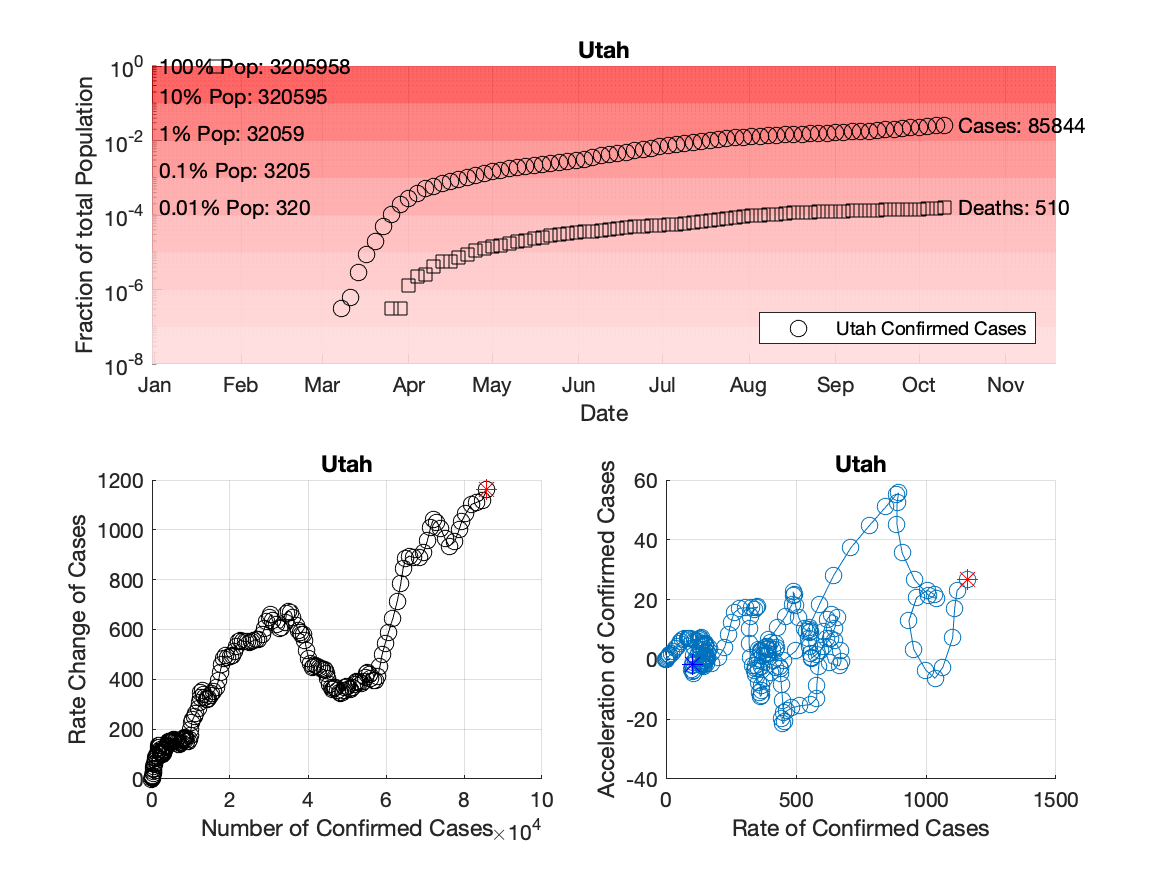 Utah
Fraction of total Population
10^0
10^-2
10^-4
10^-6
10^-8
100% Pop: 3205958
10% Pop: 320595
1% Pop: 32059
0.1% Pop: 3205
0.01% Pop: 320
Cases: 85844
Deaths: 510
Utah Confirmed Cases
Jan Feb Mar Apr May Jun Jul Aug Sep Oct Nov
Date
Utah
Rate Change of Cases
1200
1000
800
600
400
200
0
0 2 4 6 8 10
Number of Confirmed Cases ×10^4
Utah
Acceleration of Confirmed Cases
60
40
20
0
-20
-40
0 500 1000 1500
Rate of Confirmed Cases